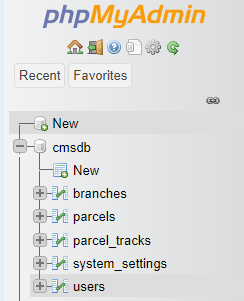 phpMyAdmin
Recent Favorites
New
cmsdb
New
branches
parcels
parcel_tracks
system_settings
users